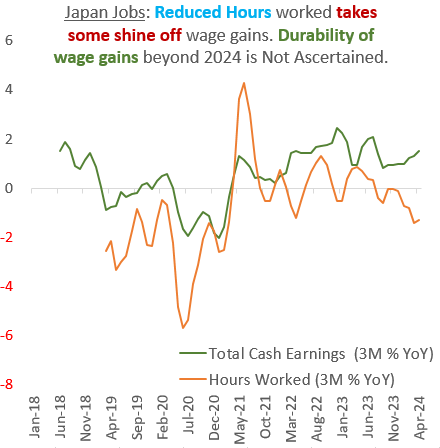 Japan Jobs: Reduced Hours worked takes
some shine off wage gains. Durability of
wage gains beyond 2024 is Not Ascertained.
6
4
2
0
-2
-4
-6
-8
Total Cash Earnings (3M % YoY)
Hours Worked (3M % YoY)
Jan-18
Jun-18
Nov-18
Apr-19
Sep-19
Feb-20
Jul-20
Dec-20
May-21
Oct-21
Mar-22
Aug-22
Jan-23
Jun-23
Nov-23
Apr-24